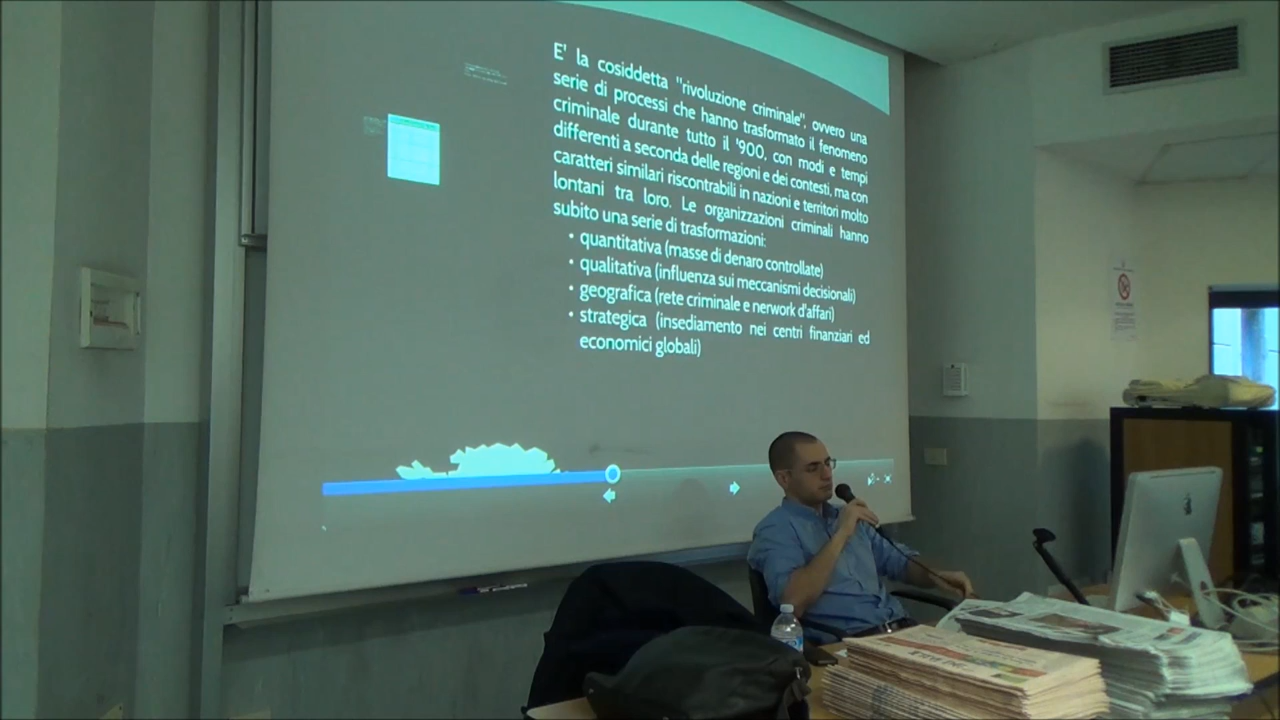 E' la cosiddetta "rivoluzione criminale", ovvero una
serie di processi che hanno trasformato il fenomeno
criminale durante tutto il '900, con modi e tempi
differenti a seconda delle regioni e dei contesti, ma con
caratteri similari riscontrabili in nazioni e territori molto
lontani tra loro. Le organizzazioni criminali hanno
subito una serie di trasformazioni:
• quantitativa (masse di denaro controllate)
• qualitativa (influenza sui meccanismi decisionali)
• geografica (rete criminale e nerwork d'affari)
• strategica (insediamento nei centri finanziari ed
economici globali)